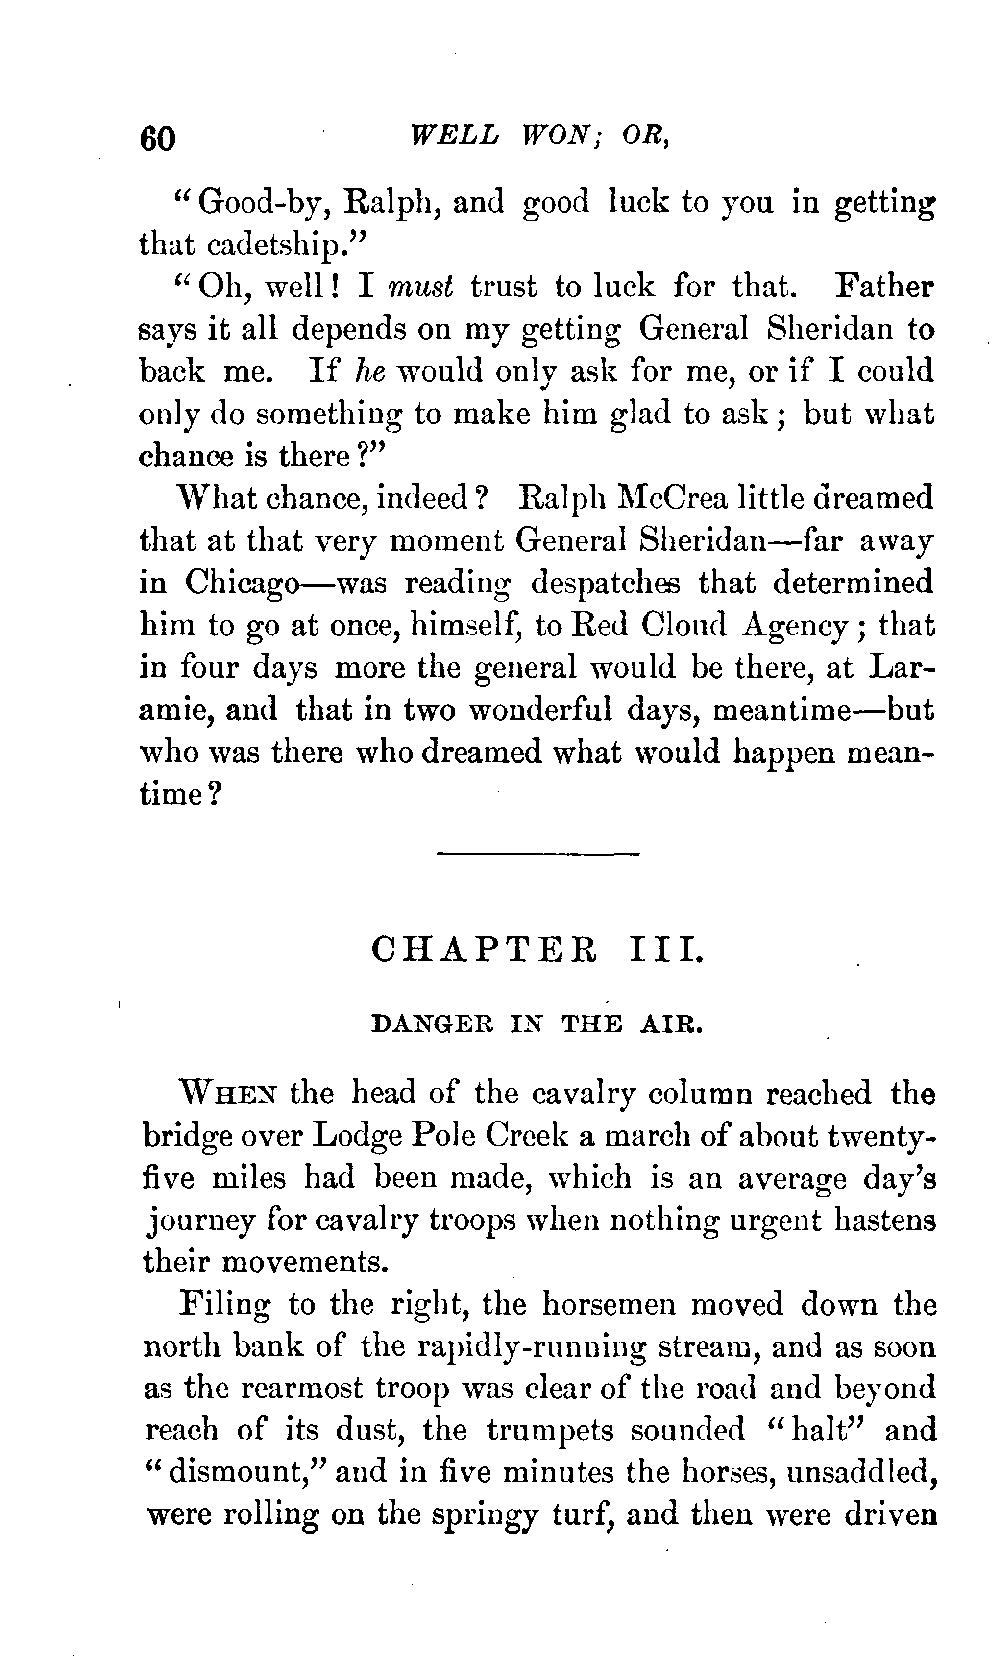 60 WELL WON; OR,
"Good-by, Ralph, and good luck to you in getting
that cadetship."
"Oh, well! I must trust to luck for that. Father
says it all depends on my getting General Sheridan to
back me. If he would only ask for me, or if I could
only do something to make him glad to ask; but what
chance is there?"
What chance, indeed? Ralph McCrea little dreamed
that at that very moment General Sheridan—far away
in Chicago—was reading despatches that determined
him to go at once, himself, to Red Cloud Agency; that
in four days more the general would be there, at Lar-
amie, and that in two wonderful days, meantime—but
who was there who dreamed what would happen mean-
time?
CHAPTER III.
DANGER IN THE AIR.
WHEN the head of the cavalry column reached the
bridge over Lodge Pole Creek a march of about twenty-
five miles had been made, which is an average day's
journey for cavalry troops when nothing urgent hastens
their movements.
Filing to the right, the horsemen moved down the
north bank of the rapidly-running stream, and as soon
as the rearmost troop was clear of the road and beyond
reach of its dust, the trumpets sounded "halt" and
"dismount," and in five minutes the horses, unsaddled,
were rolling on the springy turf, and then were driven